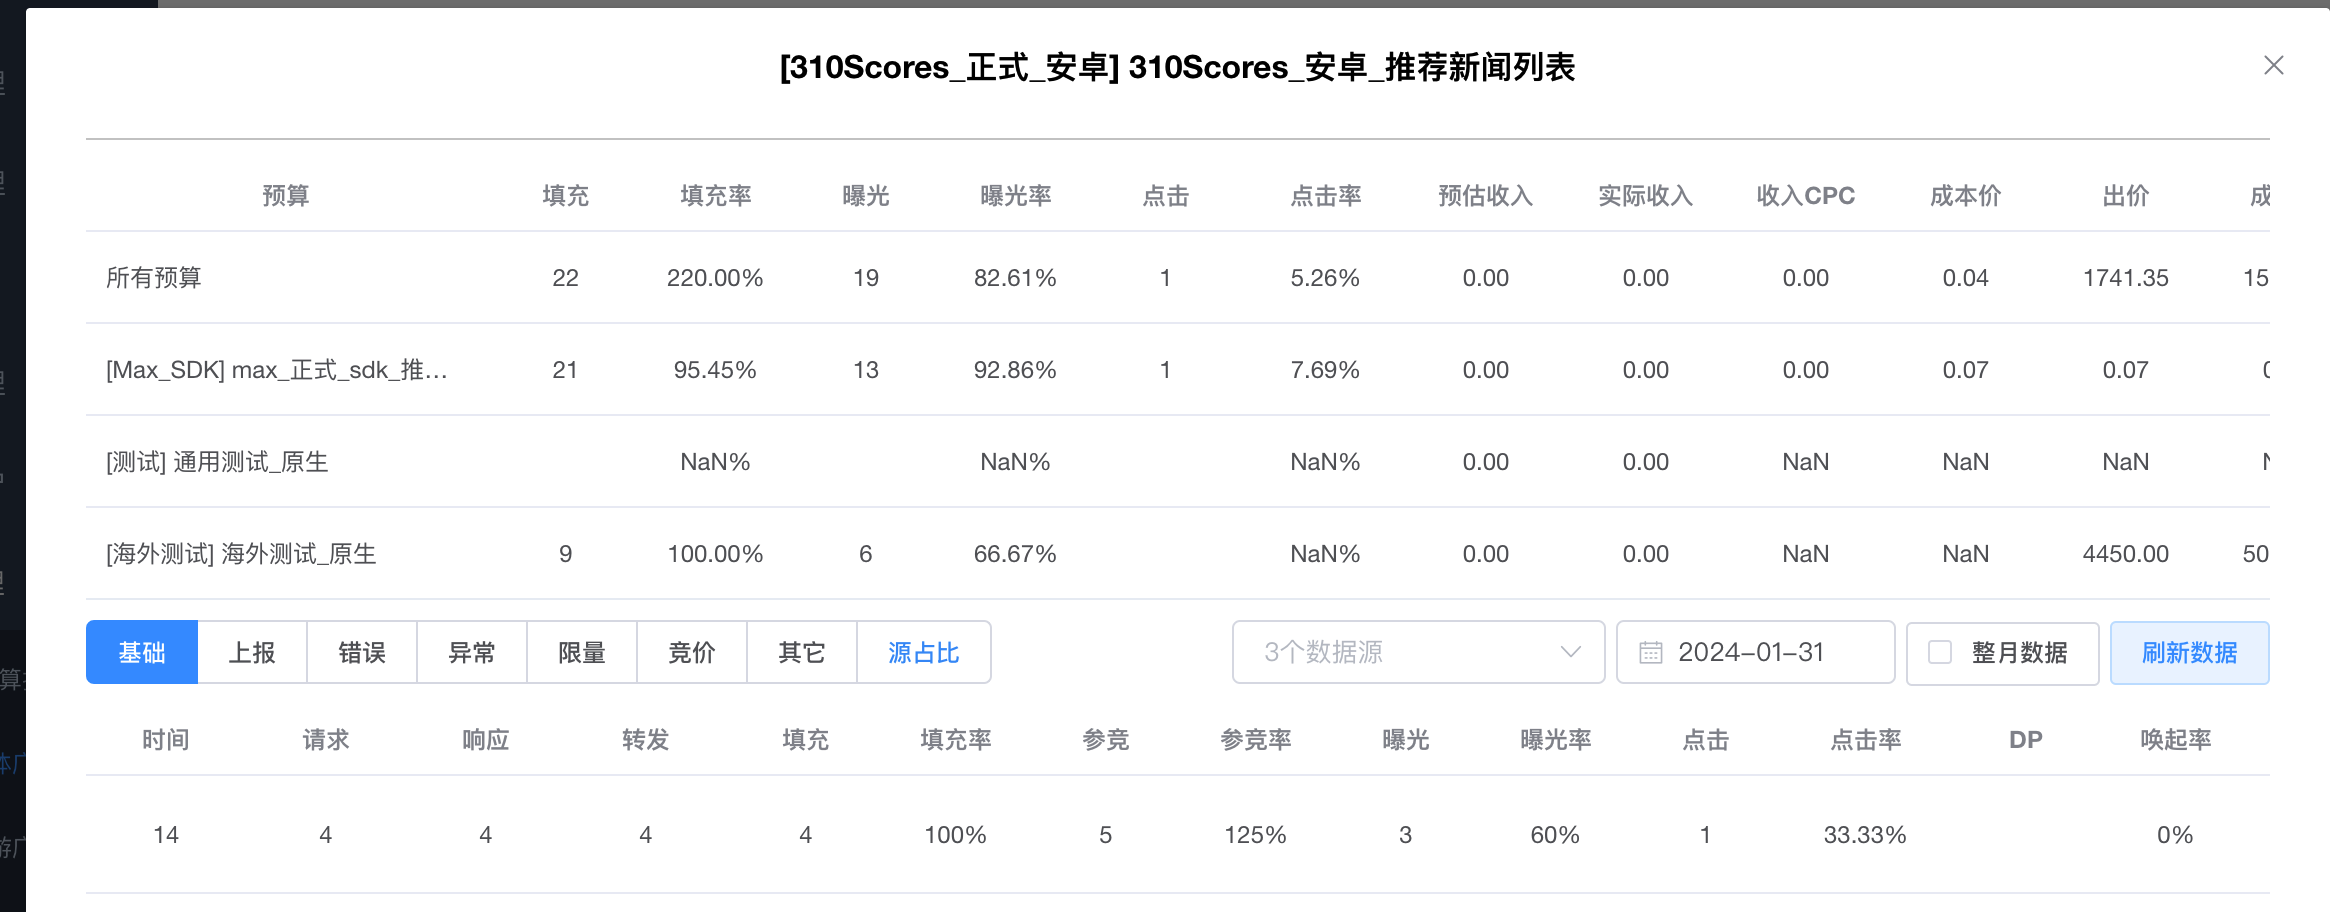 [310Scores_正式_安卓] 310Scores_安卓_推荐新闻列表
预算 填充 填充率 曝光 曝光率 点击 点击率 预估收入 实际收入 收入CPC 成本价 出价 成
所有预算 22 220.00% 19 82.61% 1 5.26% 0.00 0.00 0.00 0.04 1741.35 15
[Max_SDK] max_正式_sdk_推… 21 95.45% 13 92.86% 1 7.69% 0.00 0.00 0.00 0.07 0.07
[测试] 通用测试_原生 NaN% NaN% NaN% 0.00 0.00 NaN NaN NaN
[海外测试] 海外测试_原生 9 100.00% 6 66.67% NaN% 0.00 0.00 NaN NaN 4450.00 50
基础 上报 错误 异常 限量 竞价 其它 源占比 3个数据源 2024-01-31 整月数据 刷新数据
时间 请求 响应 转发 填充 填充率 参竞 参竞率 曝光 曝光率 点击 点击率 DP 唤起率
14 4 4 4 4 100% 5 125% 3 60% 1 33.33% 0%